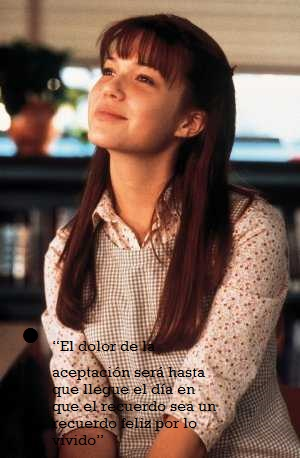 “El dolor de la
aceptación será hasta
que llegue el día en
que el recuerdo sea un
recuerdo feliz por lo
vivido”